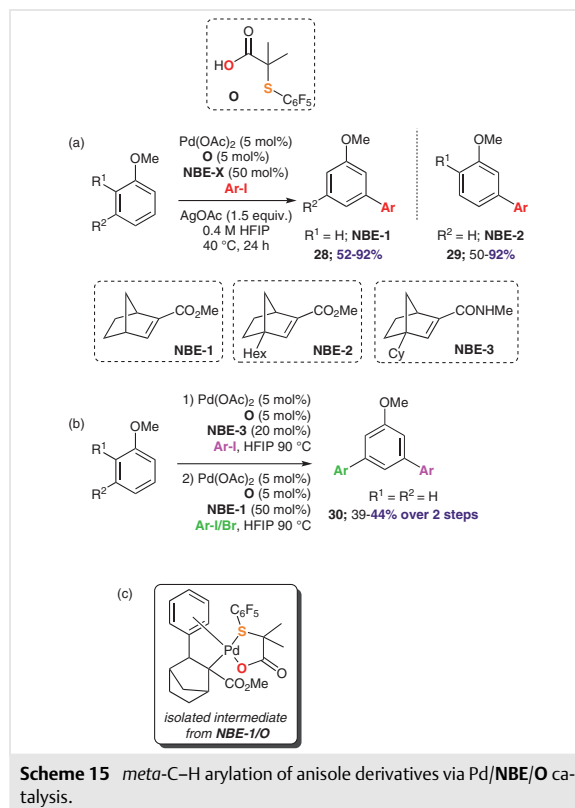 O
HO
S
C6F5
O
(a)
OMe
R1
R2
Pd(OAc)2 (5 mol%)
O (5 mol%)
NBE-X (50 mol%)
Ar-I
AgOAc (1.5 equiv.)
0.4 M HFIP
40 °C, 24 h
OMe
R2
Ar
R1 = H; NBE-1
28; 52-92%
OMe
R1
Ar
R2 = H; NBE-2
29; 50-92%
CO2Me
NBE-1
CO2Me
Hex
NBE-2
CONHMe
Cy
NBE-3
(b)
OMe
R1
R2
1) Pd(OAc)2 (5 mol%)
O (5 mol%)
NBE-3 (20 mol%)
Ar-I, HFIP 90 °C
2) Pd(OAc)2 (5 mol%)
O (5 mol%)
NBE-1 (50 mol%)
Ar-I/Br, HFIP 90 °C
OMe
Ar
Ar
R1 = R2 = H
30; 39-44% over 2 steps
(c)
C6F5
S
Pd
O
O
CO2Me
isolated intermediate
from NBE-1/O
Scheme 15 meta-C–H arylation of anisole derivatives via Pd/NBE/O ca-
talysis.